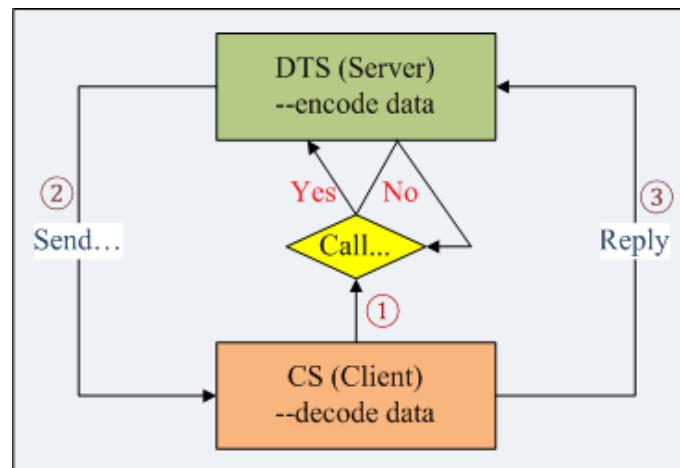 DTS (Server)
--encode data
②
Send…
Yes
No
③
Reply
Call...
①
CS (Client)
--decode data